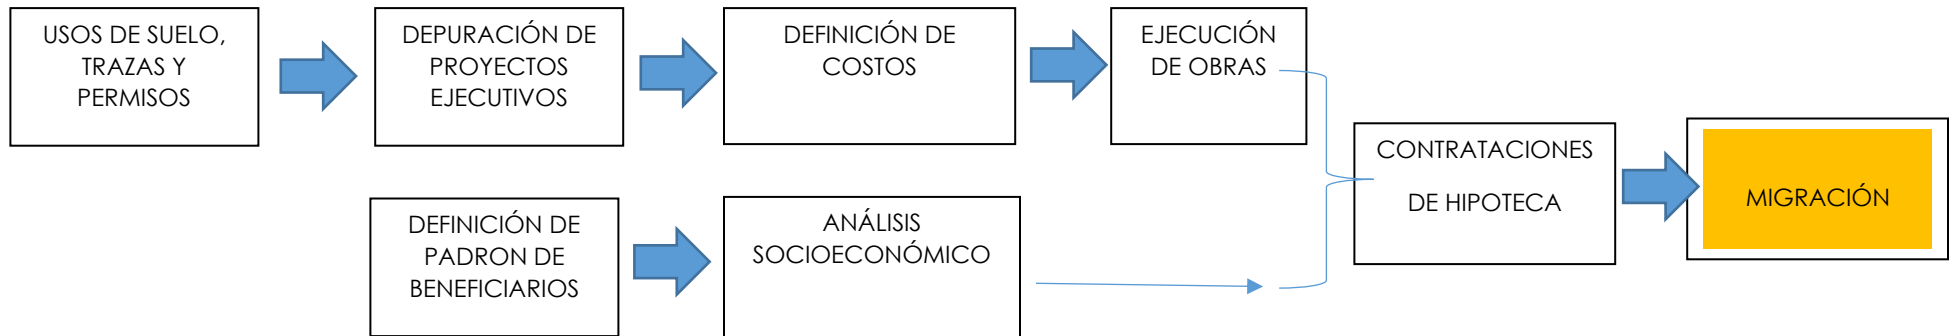 USOS DE SUELO,
TRAZAS Y
PERMISOS
DEPURACIÓN DE
PROYECTOS
EJECUTIVOS
DEFINICIÓN DE
COSTOS
EJECUCIÓN
DE OBRAS
DEFINICIÓN DE
PADRON DE
BENEFICIARIOS
ANÁLISIS
SOCIOECONÓMICO
CONTRATACIONES
DE HIPOTECA
MIGRACIÓN